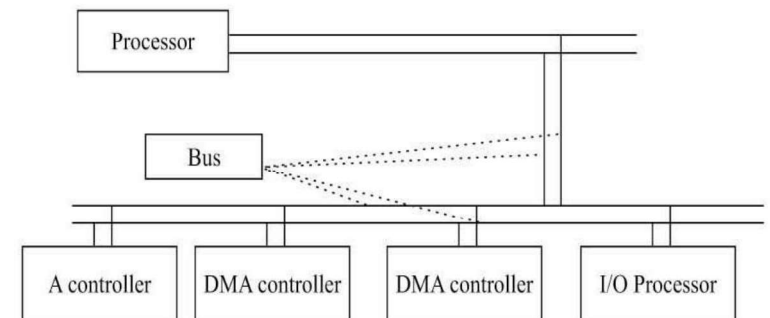 Processor
Bus
A controller
DMA controller
DMA controller
I/O Processor